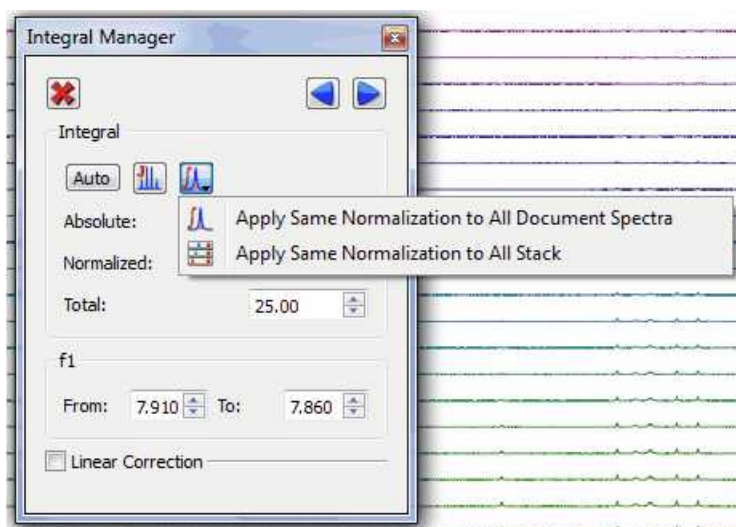 Integral Manager
Integral
Auto
Absolute:
Apply Same Normalization to All Document Spectra
Normalized:
Apply Same Normalization to All Stack
Total: 25.00
f1
From: 7.910 To: 7.860
Linear Correction